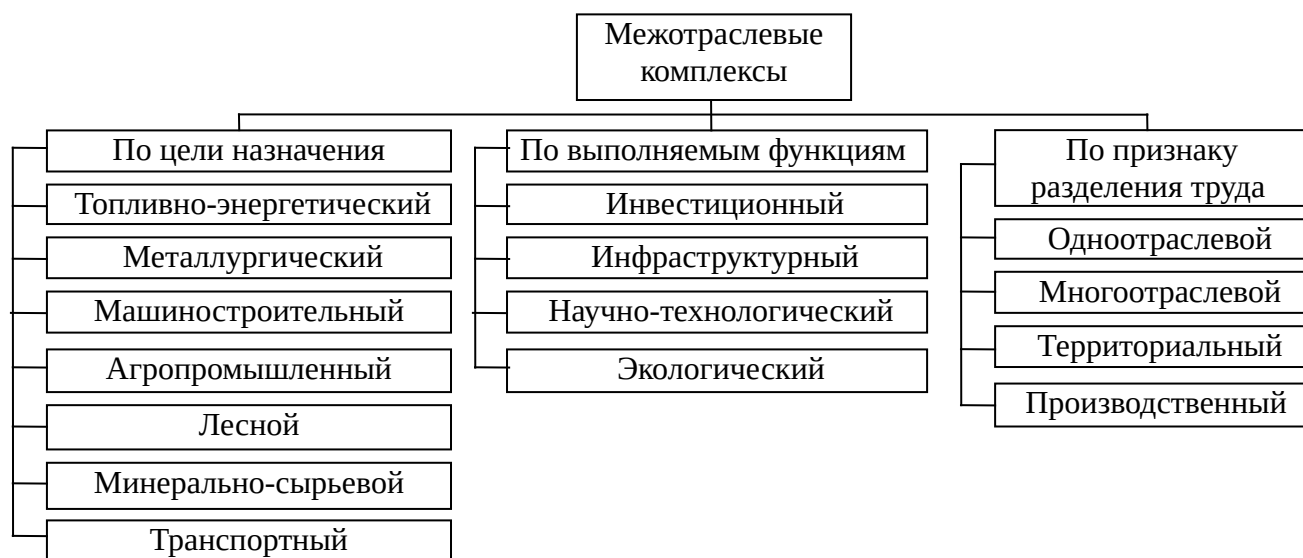 Межотраслевые
комплексы
По цели назначения
Топливно-энергетический
Металлургический
Машиностроительный
Агропромышленный
Лесной
Минерально-сырьевой
Транспортный
По выполняемым функциям
Инвестиционный
Инфраструктурный
Научно-технологический
Экологический
По признаку
разделения труда
Одноотраслевой
Многоотраслевой
Территориальный
Производственный